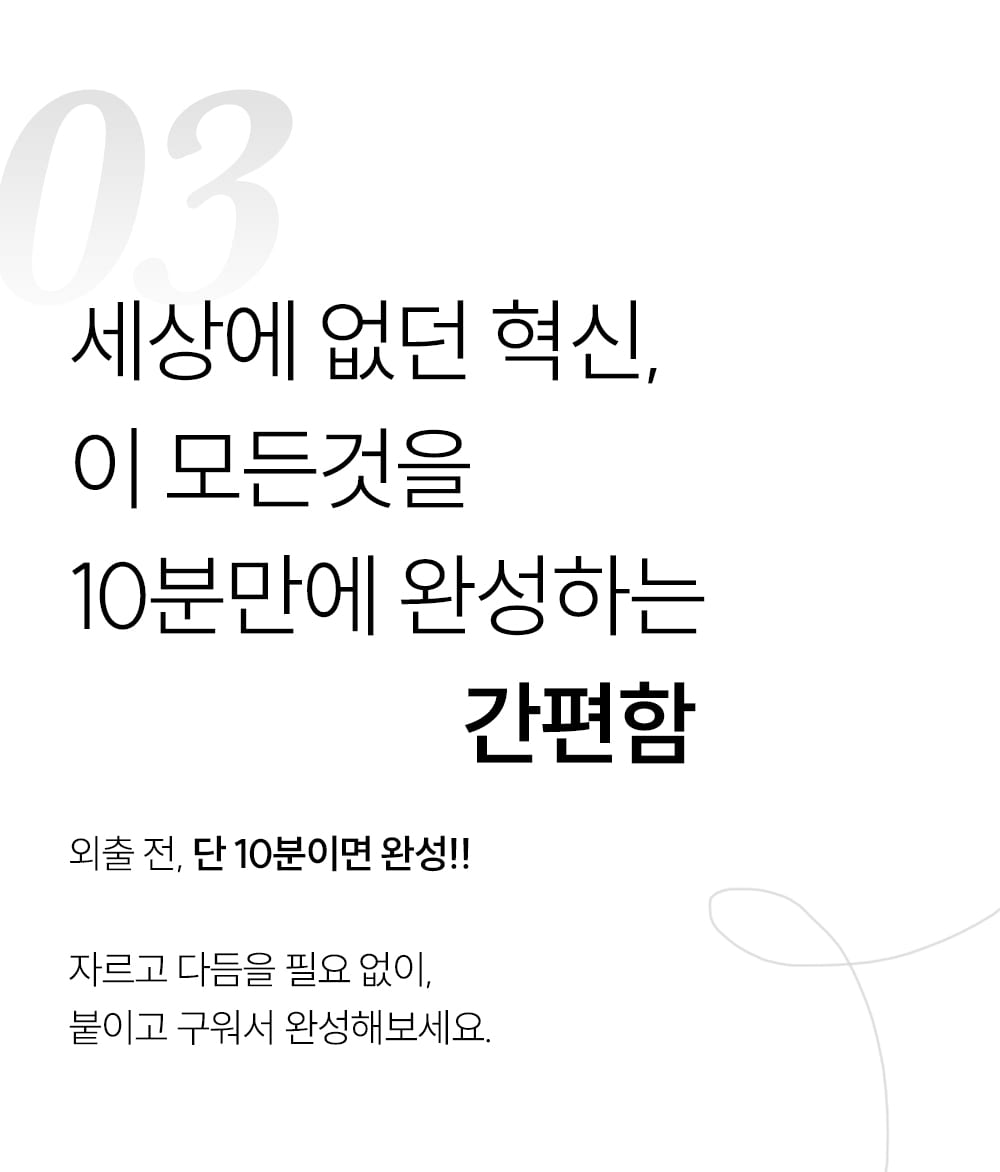 03
세상에 없던 혁신,
이 모든것을
10분만에 완성하는
간편함
외출 전, 단 10분이면 완성!!
자르고 다듬을 필요 없이,
붙이고 구워서 완성해보세요.